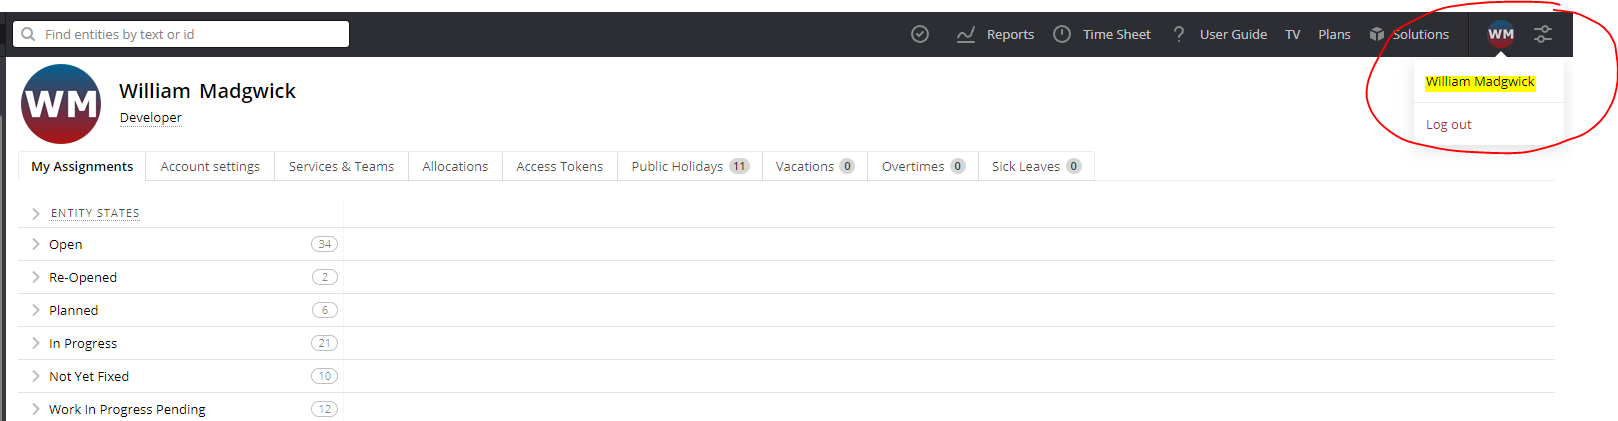 Find entities by text or id
Reports Time Sheet ? User Guide TV Plans Solutions WM
William Madgwick
Log out
WM
William Madgwick
Developer
My Assignments Account settings Services & Teams Allocations Access Tokens Public Holidays 11 Vacations 0 Overtimes 0 Sick Leaves 0
ENTITY STATES
Open 34
Re-Opened 2
Planned 6
In Progress 21
Not Yet Fixed 10
Work In Progress Pending 12